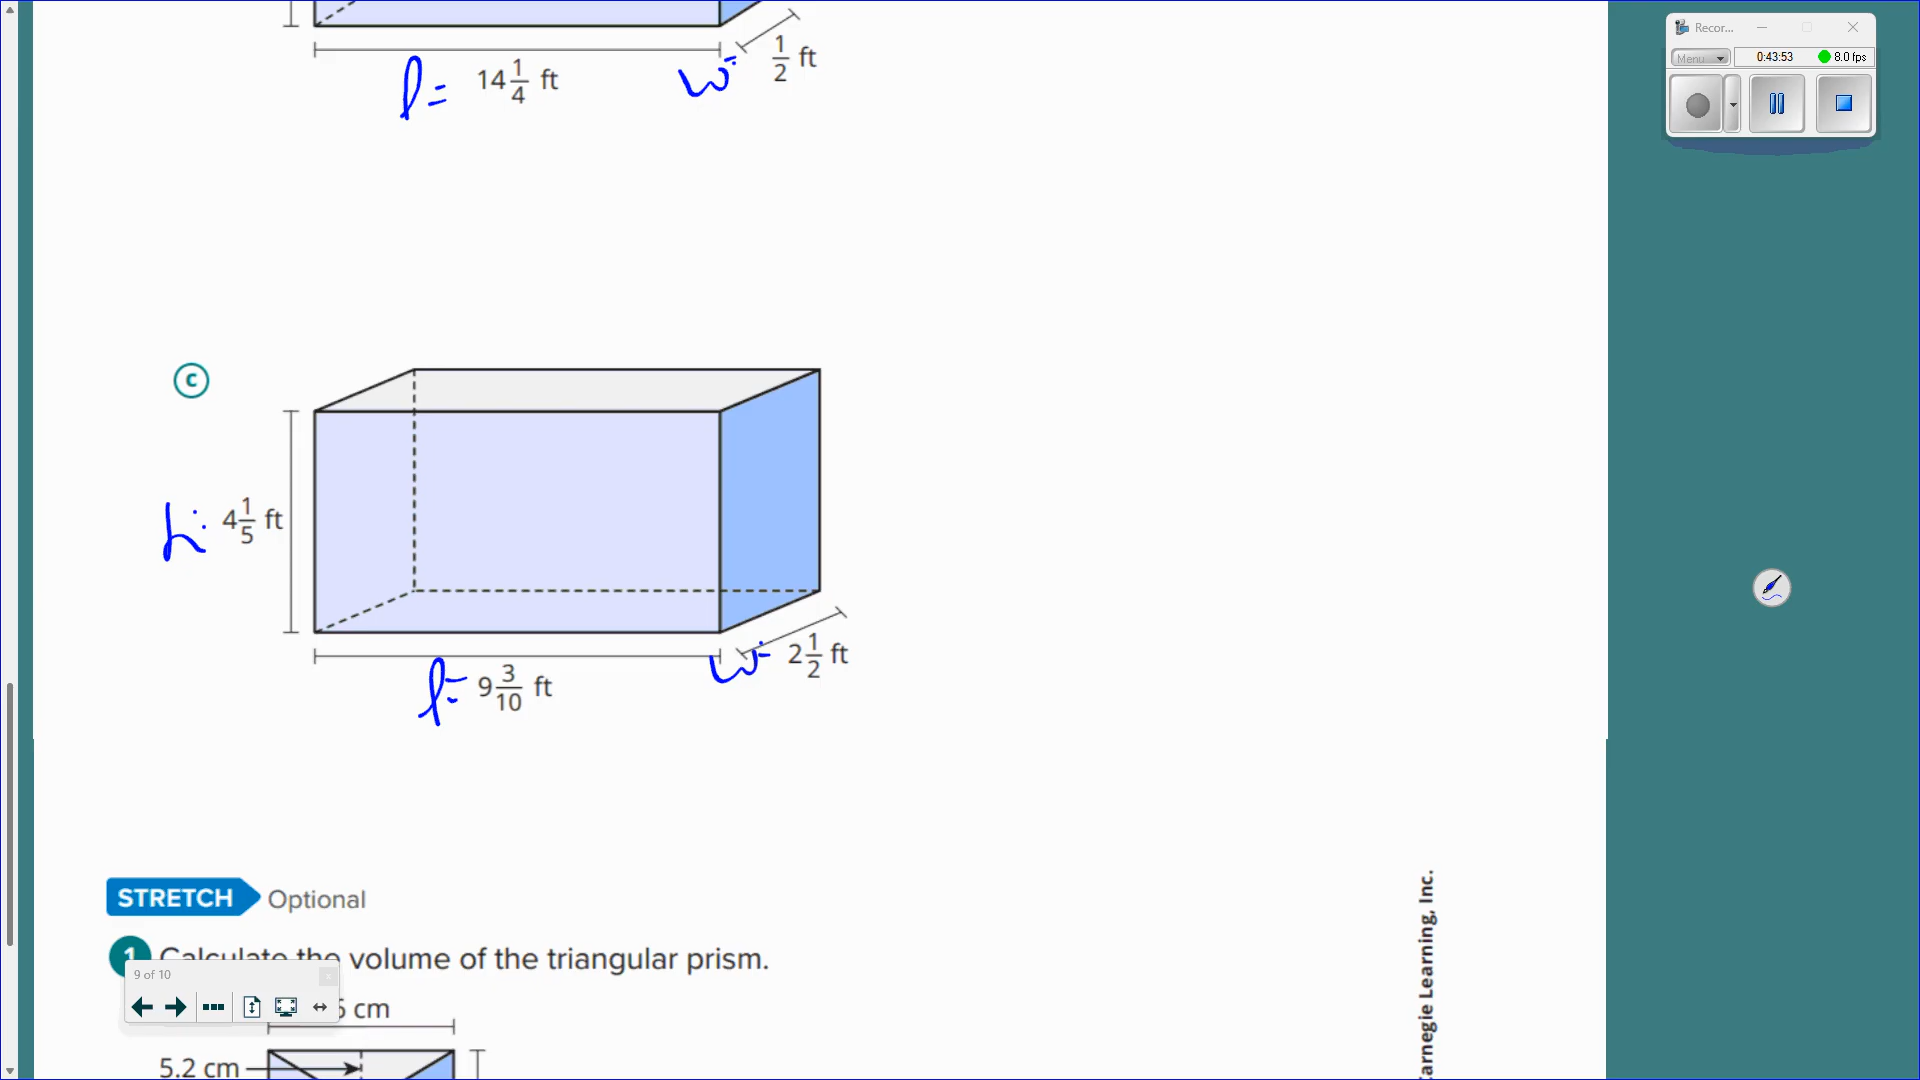 l = 14 1/4 ft
w = 1/2 ft
Recor...
Menu
0:43:53
8.0 fps
C
h = 4 1/5 ft
l = 9 3/10 ft
w = 2 1/2 ft
STRETCH Optional
1 Calculate the volume of the triangular prism.
9 of 10
cm
5.2 cm
Learning, Inc.